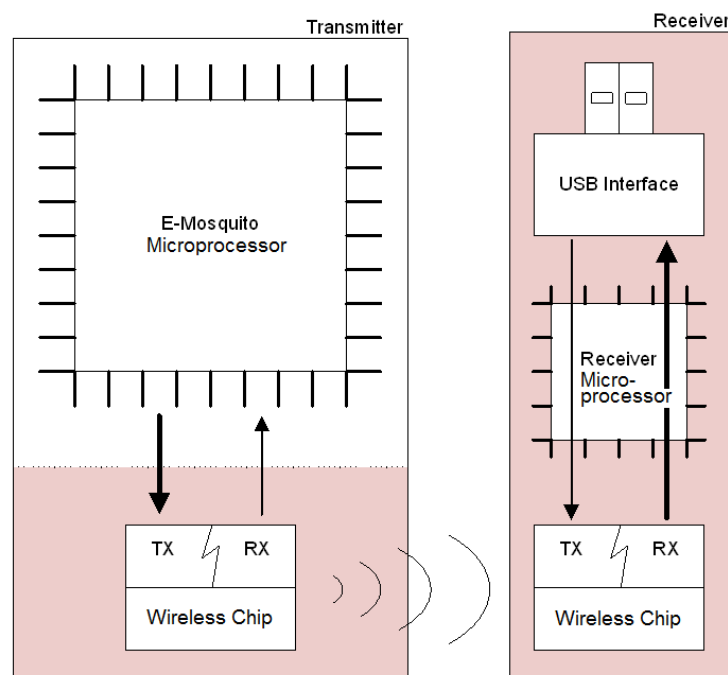 Transmitter
E-Mosquito
Microprocessor
TX
RX
Wireless Chip
Receiver
USB Interface
Receiver
Micro-
processor
TX
RX
Wireless Chip